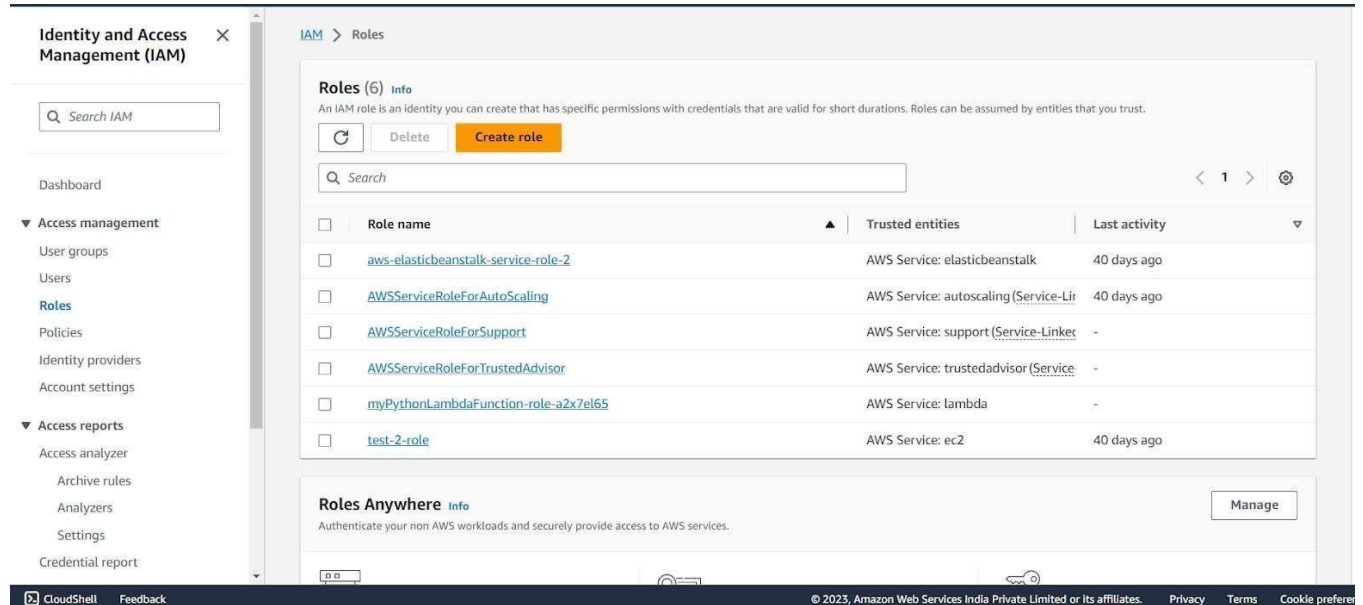 Identity and Access
Management (IAM)
Search IAM
Dashboard
Access management
User groups
Users
Roles
Policies
Identity providers
Account settings
Access reports
Access analyzer
Archive rules
Analyzers
Settings
Credential report
IAM > Roles
Roles (6) Info
An IAM role is an identity you can create that has specific permissions with credentials that are valid for short durations. Roles can be assumed by entities that you trust.
Delete Create role
Search
1
Role name Trusted entities Last activity
aws-elasticbeanstalk-service-role-2 AWS Service: elasticbeanstalk 40 days ago
AWSServiceRoleForAutoScaling AWS Service: autoscaling (Service-Lin 40 days ago
AWSServiceRoleForSupport AWS Service: support (Service-Linked -
AWSServiceRoleForTrustedAdvisor AWS Service: trustedadvisor (Service -
myPythonLambdaFunction-role-a2x7el65 AWS Service: lambda -
test-2-role AWS Service: ec2 40 days ago
Roles Anywhere Info
Manage
Authenticate your non AWS workloads and securely provide access to AWS services.
CloudShell Feedback © 2023, Amazon Web Services India Private Limited or its affiliates. Privacy Terms Cookie preferen